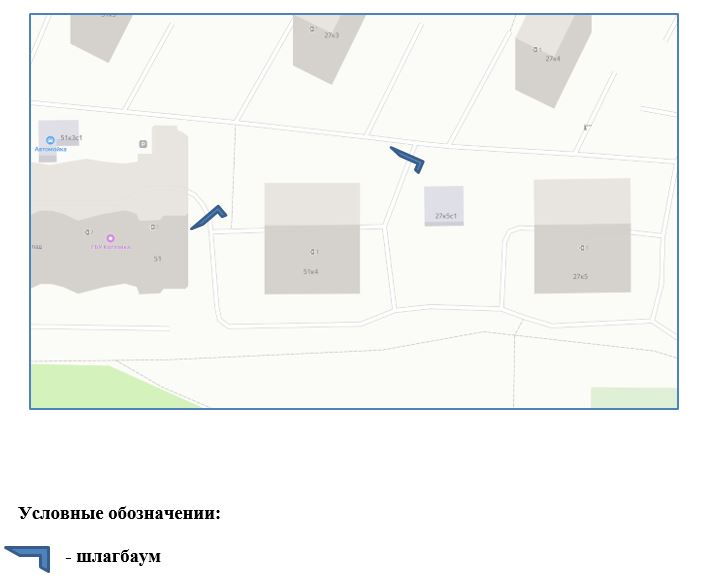 27к3
27к4
51к3с1
Автомойка
P
27к5с1
51
51к4
27к5
Условные обозначении:
- шлагбаум